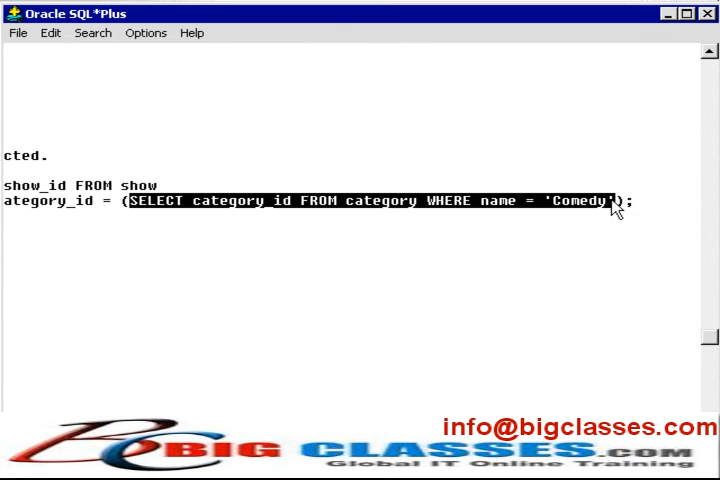 Oracle SQL*Plus
File Edit Search Options Help
cted.
show_id FROM show
ategory_id = (SELECT category_id FROM category WHERE name = 'Comedy');
info@bigclasses.com
BIG CLASSES.COM
Global IT Online Training